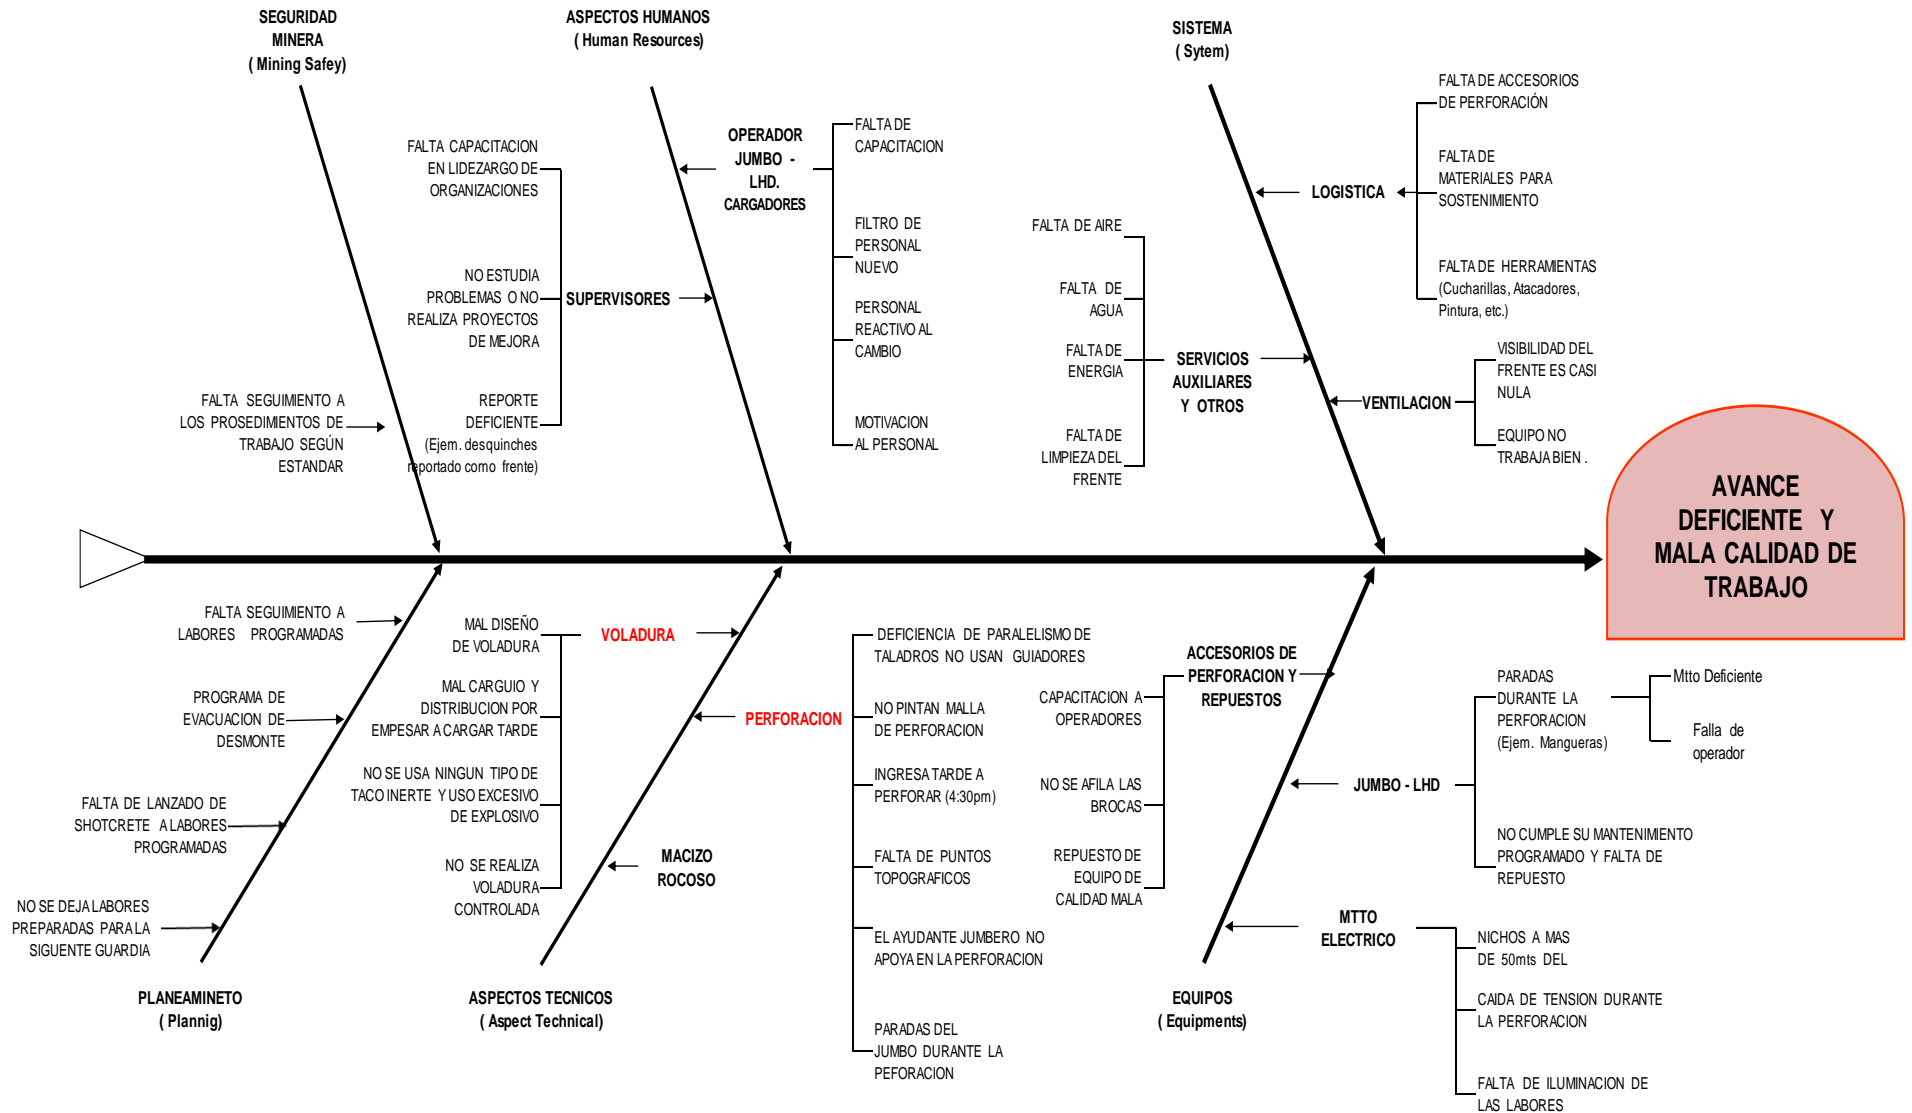 SEGURIDAD
MINERA
( Mining Safey)
ASPECTOS HUMANOS
( Human Resources)
SISTEMA
( Sytem)
FALTA CAPACITACION
EN LIDEZARGO DE
ORGANIZACIONES
NO ESTUDIA
PROBLEMAS O NO
REALIZA PROYECTOS
DE MEJORA
REPORTE
DEFICIENTE
(Ejem. desquinches
reportado como frente)
SUPERVISORES
FALTA SEGUIMIENTO A
LOS PROSEDIMIENTOS DE
TRABAJO SEGÚN
ESTANDAR
OPERADOR
JUMBO -
LHD.
CARGADORES
FALTA DE
CAPACITACION
FILTRO DE
PERSONAL
NUEVO
PERSONAL
REACTIVO AL
CAMBIO
MOTIVACION
AL PERSONAL
FALTA DE AIRE
FALTA DE
AGUA
FALTA DE
ENERGIA
FALTA DE
LIMPIEZA DEL
FRENTE
SERVICIOS
AUXILIARES
Y OTROS
LOGISTICA
FALTA DE ACCESORIOS
DE PERFORACIÓN
FALTA DE
MATERIALES PARA
SOSTENIMIENTO
FALTA DE HERRAMIENTAS
(Cucharillas, Atacadores,
Pintura, etc.)
VENTILACION
VISIBILIDAD DEL
FRENTE ES CASI
NULA
EQUIPO NO
TRABAJA BIEN .
AVANCE
DEFICIENTE Y
MALA CALIDAD DE
TRABAJO
FALTA SEGUIMIENTO A
LABORES PROGRAMADAS
PROGRAMA DE
EVACUACION DE
DESMONTE
FALTA DE LANZADO DE
SHOTCRETE A LABORES
PROGRAMADAS
NO SE DEJA LABORES
PREPARADAS PARA LA
SIGUENTE GUARDIA
PLANEAMINETO
( Plannig)
MAL DISEÑO
DE VOLADURA
MAL CARGUIO Y
DISTRIBUCION POR
EMPESAR A CARGAR TARDE
NO SE USA NINGUN TIPO DE
TACO INERTE Y USO EXCESIVO
DE EXPLOSIVO
NO SE REALIZA
VOLADURA
CONTROLADA
VOLADURA
PERFORACION
MACIZO
ROCOSO
ASPECTOS TECNICOS
( Aspect Technical)
DEFICIENCIA DE PARALELISMO DE
TALADROS NO USAN GUIADORES
NO PINTAN MALLA
DE PERFORACION
INGRESA TARDE A
PERFORAR (4:30pm)
FALTA DE PUNTOS
TOPOGRAFICOS
EL AYUDANTE JUMBERO NO
APOYA EN LA PERFORACION
PARADAS DEL
JUMBO DURANTE LA
PEFORACION
ACCESORIOS DE
PERFORACION Y
REPUESTOS
CAPACITACION A
OPERADORES
NO SE AFILA LAS
BROCAS
REPUESTO DE
EQUIPO DE
CALIDAD MALA
JUMBO - LHD
PARADAS
DURANTE LA
PERFORACION
(Ejem. Mangueras)
Mtto Deficiente
Falla de
operador
NO CUMPLE SU MANTENIMIENTO
PROGRAMADO Y FALTA DE
REPUESTO
MTTO
ELECTRICO
NICHOS A MAS
DE 50mts DEL
CAIDA DE TENSION DURANTE
LA PERFORACION
FALTA DE ILUMINACION DE
LAS LABORES
EQUIPOS
( Equipments)